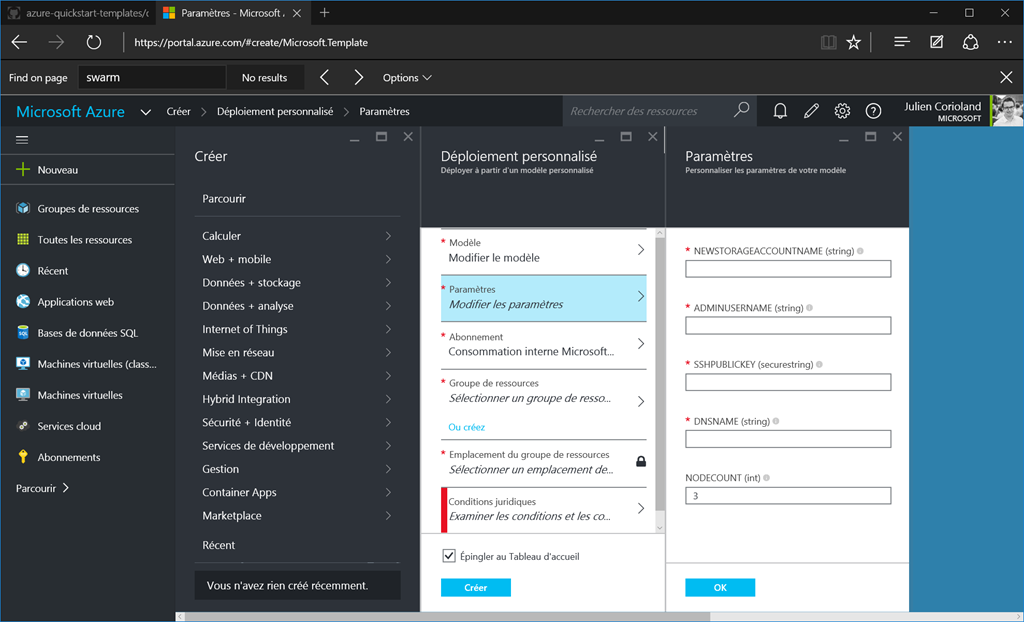 azure-quickstart-templates/c
Paramètres - Microsoft
https://portal.azure.com/#create/Microsoft.Template
Find on page
swarm
No results
Options
Microsoft Azure
Créer
Déploiement personnalisé
Paramètres
Rechercher des ressources
Julien Corioland
MICROSOFT
Nouveau
Groupes de ressources
Toutes les ressources
Récent
Applications web
Bases de données SQL
Machines virtuelles (class...
Machines virtuelles
Services cloud
Abonnements
Parcourir
Créer
Parcourir
Calculer
Web + mobile
Données + stockage
Données + analyse
Internet of Things
Mise en réseau
Médias + CDN
Hybrid Integration
Sécurité + Identité
Services de développement
Gestion
Container Apps
Marketplace
Récent
Vous n'avez rien créé récemment.
Déploiement personnalisé
Déployer à partir d'un modèle personnalisé
* Modèle
Modifier le modèle
* Paramètres
Modifier les paramètres
* Abonnement
Consommation interne Microsoft...
* Groupe de ressources
Sélectionner un groupe de resso...
Ou créez
* Emplacement du groupe de ressources
Sélectionner un emplacement de...
Conditions juridiques
Examiner les conditions et les co...
Épingler au Tableau d'accueil
Créer
Paramètres
Personnaliser les paramètres de votre modèle
* NEWSTORAGEACCOUNTNAME (string)
* ADMINUSERNAME (string)
* SSHPUBLICKEY (securestring)
* DNSNAME (string)
NODECOUNT (int)
3
OK